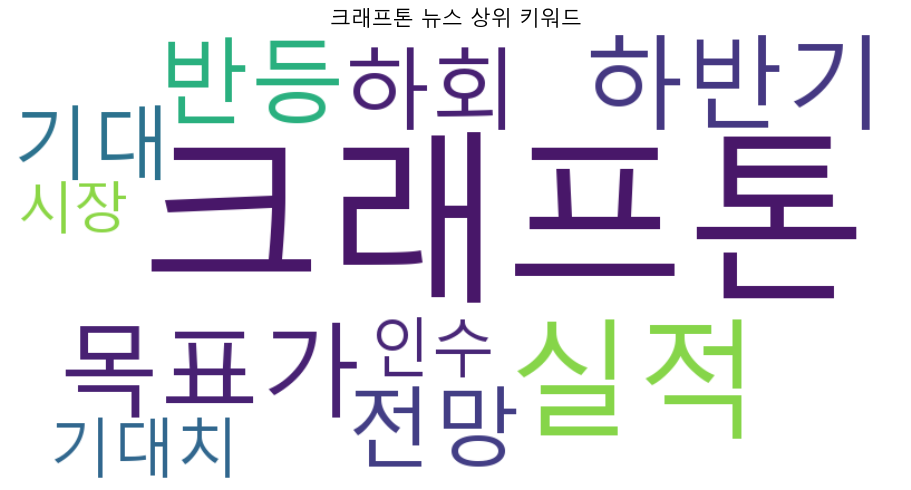 크래프톤 뉴스 상위 키워드
반등 하회 하반기
기대
시장
크래프톤
목표가 인수 실적
기대치 전망